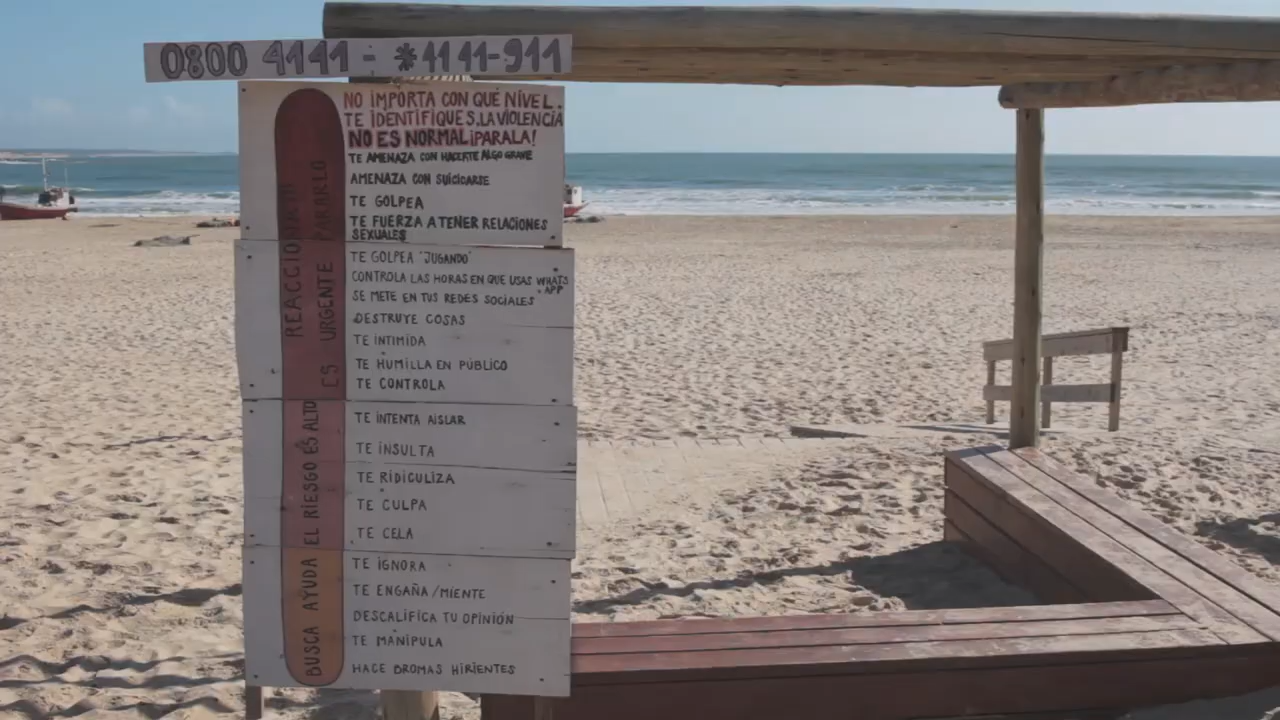 0800 4141 - *4141-911
NO IMPORTA CON QUÉ NIVEL
TE IDENTIFIQUES, LA VIOLENCIA
NO ES NORMAL ¡PARALA!
TE AMENAZA CON HACERTE ALGO GRAVE
AMENAZA CON SUICIDARSE
TE GOLPEA
TE FUERZA A TENER RELACIONES
SEXUALES
TE GOLPEA "JUGANDO"
CONTROLA LAS HORAS EN QUE USAS WHATS
APP
SE METE EN TUS REDES SOCIALES
DESTRUYE COSAS
TE INTIMIDA
TE HUMILLA EN PÚBLICO
TE CONTROLA
TE INTENTA AISLAR
TE INSULTA
TE RIDICULIZA
TE CULPA
TE CELA
TE IGNORA
TE ENGAÑA/MIENTE
DESCALIFICA TU OPINIÓN
TE MANIPULA
HACE BROMAS HIRIENTES
REACCIONA!!
ES URGENTE PARARLO
EL RIESGO ES ALTO
BUSCA AYUDA